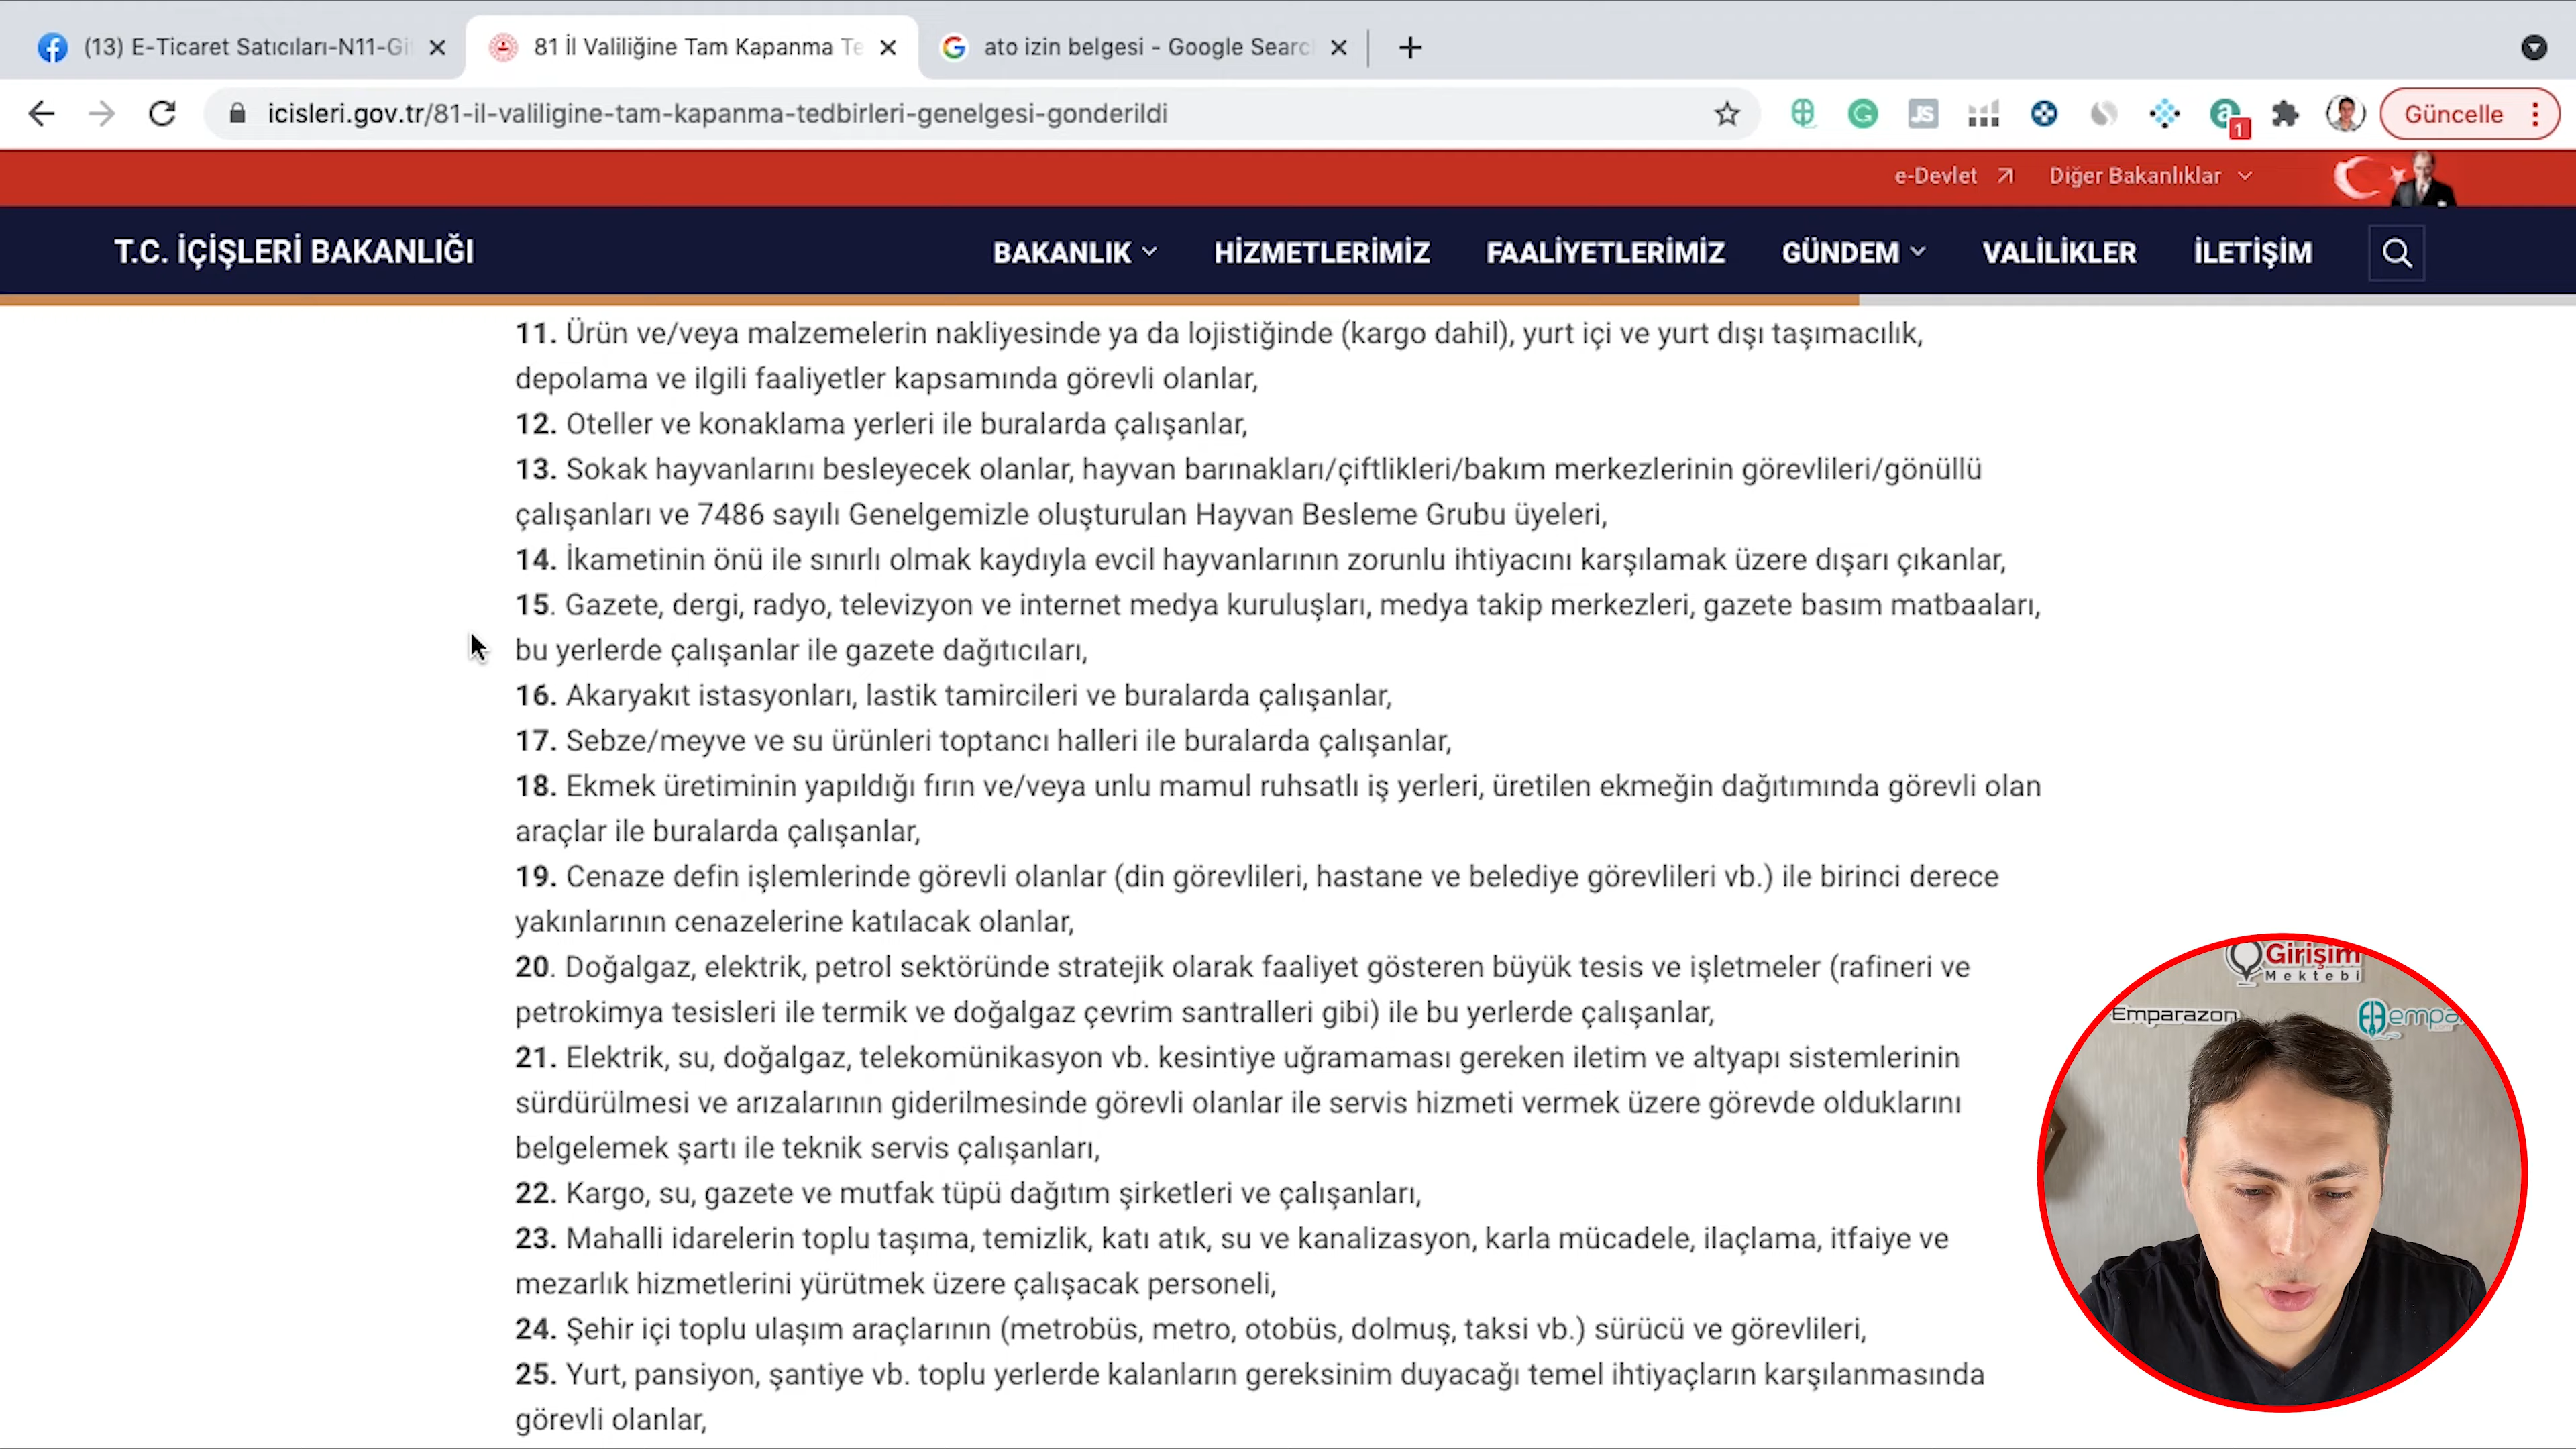 (13) E-Ticaret Satıcıları-N11-Gi
81 İl Valiliğine Tam Kapanma Te
ato izin belgesi - Google Searc
icisleri.gov.tr/81-il-valiligine-tam-kapanma-tedbirleri-genelgesi-gonderildi
JS
1
Güncelle
e-Devlet
Diğer Bakanlıklar
T.C. İÇİŞLERİ BAKANLIĞI
BAKANLIK
HİZMETLERİMİZ
FAALİYETLERİMİZ
GÜNDEM
VALİLİKLER
İLETİŞİM
11. Ürün ve/veya malzemelerin nakliyesinde ya da lojistiğinde (kargo dahil), yurt içi ve yurt dışı taşımacılık,
depolama ve ilgili faaliyetler kapsamında görevli olanlar,
12. Oteller ve konaklama yerleri ile buralarda çalışanlar,
13. Sokak hayvanlarını besleyecek olanlar, hayvan barınakları/çiftlikleri/bakım merkezlerinin görevlileri/gönüllü
çalışanları ve 7486 sayılı Genelgemizle oluşturulan Hayvan Besleme Grubu üyeleri,
14. İkametinin önü ile sınırlı olmak kaydıyla evcil hayvanlarının zorunlu ihtiyacını karşılamak üzere dışarı çıkanlar,
15. Gazete, dergi, radyo, televizyon ve internet medya kuruluşları, medya takip merkezleri, gazete basım matbaaları,
bu yerlerde çalışanlar ile gazete dağıtıcıları,
16. Akaryakıt istasyonları, lastik tamircileri ve buralarda çalışanlar,
17. Sebze/meyve ve su ürünleri toptancı halleri ile buralarda çalışanlar,
18. Ekmek üretiminin yapıldığı fırın ve/veya unlu mamul ruhsatlı iş yerleri, üretilen ekmeğin dağıtımında görevli olan
araçlar ile buralarda çalışanlar,
19. Cenaze defin işlemlerinde görevli olanlar (din görevlileri, hastane ve belediye görevlileri vb.) ile birinci derece
yakınlarının cenazelerine katılacak olanlar,
20. Doğalgaz, elektrik, petrol sektöründe stratejik olarak faaliyet gösteren büyük tesis ve işletmeler (rafineri ve
petrokimya tesisleri ile termik ve doğalgaz çevrim santralleri gibi) ile bu yerlerde çalışanlar,
21. Elektrik, su, doğalgaz, telekomünikasyon vb. kesintiye uğramaması gereken iletim ve altyapı sistemlerinin
sürdürülmesi ve arızalarının giderilmesinde görevli olanlar ile servis hizmeti vermek üzere görevde olduklarını
belgelemek şartı ile teknik servis çalışanları,
22. Kargo, su, gazete ve mutfak tüpü dağıtım şirketleri ve çalışanları,
23. Mahalli idarelerin toplu taşıma, temizlik, katı atık, su ve kanalizasyon, karla mücadele, ilaçlama, itfaiye ve
mezarlık hizmetlerini yürütmek üzere çalışacak personeli,
24. Şehir içi toplu ulaşım araçlarının (metrobüs, metro, otobüs, dolmuş, taksi vb.) sürücü ve görevlileri,
25. Yurt, pansiyon, şantiye vb. toplu yerlerde kalanların gereksinim duyacağı temel ihtiyaçların karşılanmasında
görevli olanlar,
Girişim
Mektebi
Emparazon
empa